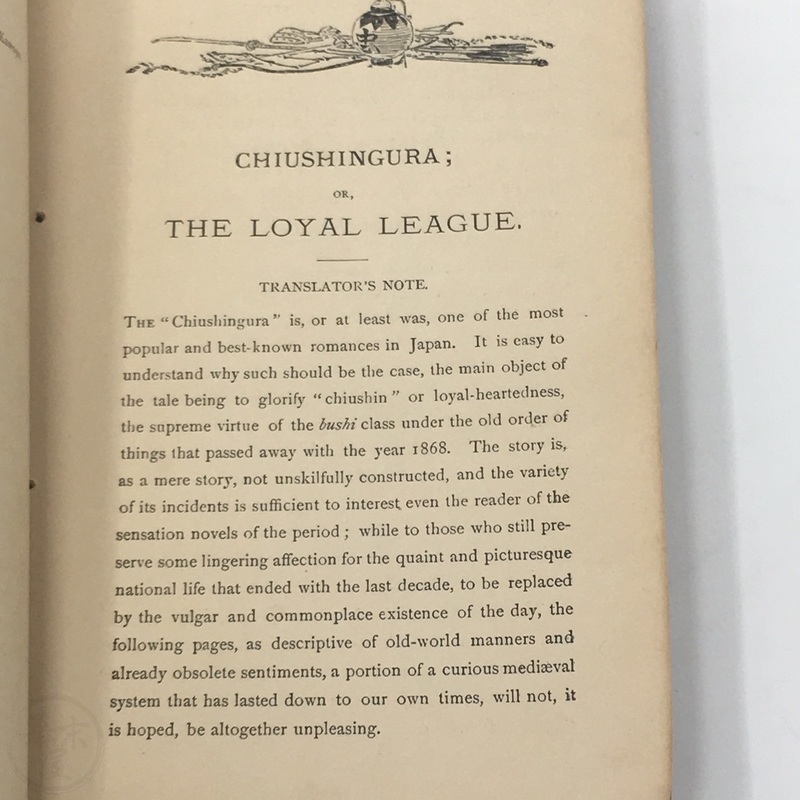 CHIUSHINGURA;
OR,
THE LOYAL LEAGUE.
TRANSLATOR'S NOTE.
THE "Chiushingura" is, or at least was, one of the most
popular and best-known romances in Japan. It is easy to
understand why such should be the case, the main object of
the tale being to glorify "chiushin" or loyal-heartedness,
the supreme virtue of the bushi class under the old order of
things that passed away with the year 1868. The story is,
as a mere story, not unskilfully constructed, and the variety
of its incidents is sufficient to interest even the reader of the
sensation novels of the period; while to those who still pre-
serve some lingering affection for the quaint and picturesque
national life that ended with the last decade, to be replaced
by the vulgar and commonplace existence of the day, the
following pages, as descriptive of old-world manners and
already obsolete sentiments, a portion of a curious mediæval
system that has lasted down to our own times, will not, it
is hoped, be altogether unpleasing.